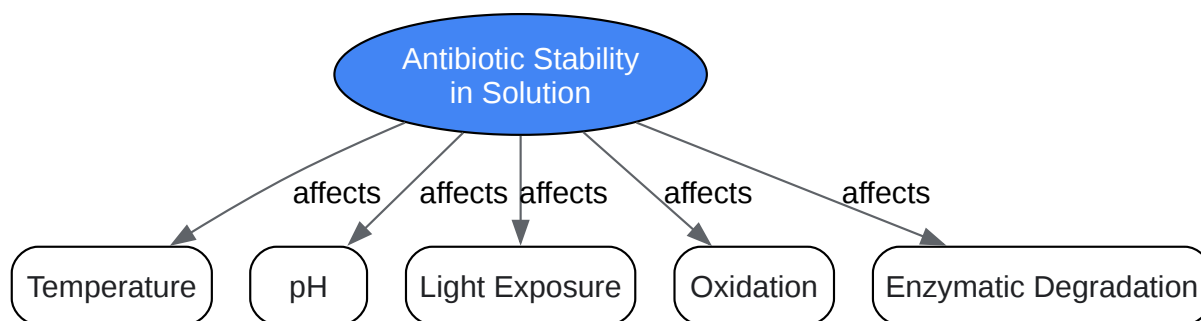 Antibiotic Stability
in Solution
affects
affects
affects
affects
affects
Temperature
pH
Light Exposure
Oxidation
Enzymatic Degradation